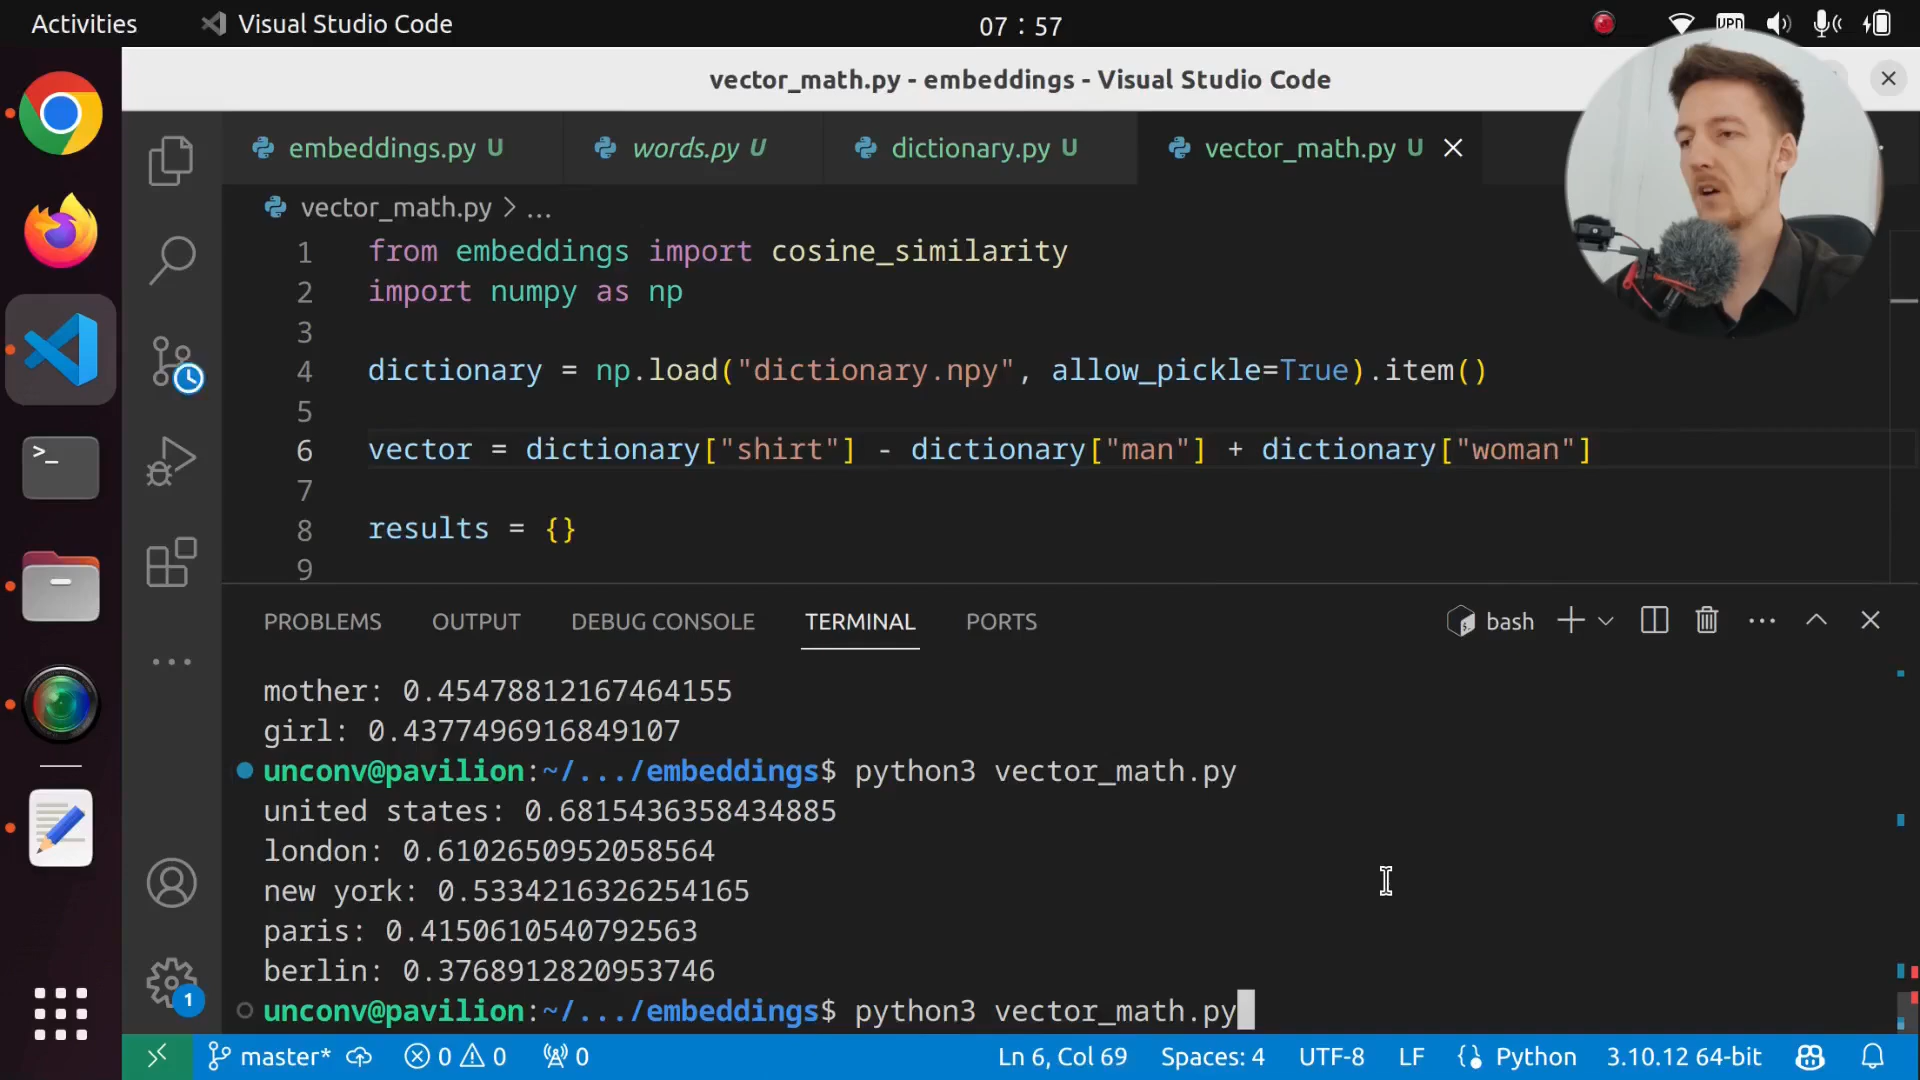 Activities
Visual Studio Code
07 : 57
VPN
vector_math.py - embeddings - Visual Studio Code
embeddings.py U
words.py U
dictionary.py U
vector_math.py U
vector_math.py > ...
1 from embeddings import cosine_similarity
2 import numpy as np
3
4 dictionary = np.load("dictionary.npy", allow_pickle=True).item()
5
6 vector = dictionary["shirt"] - dictionary["man"] + dictionary["woman"]
7
8 results = {}
9
PROBLEMS OUTPUT DEBUG CONSOLE TERMINAL PORTS
bash
mother: 0.45478812167464155
girl: 0.4377496916849107
unconv@pavilion:~/.../embeddings$ python3 vector_math.py
united states: 0.6815436358434885
london: 0.6102650952058564
new york: 0.5334216326254165
paris: 0.4150610540792563
berlin: 0.3768912820953746
unconv@pavilion:~/.../embeddings$ python3 vector_math.py
1
master* 0 0 0 Ln 6, Col 69 Spaces: 4 UTF-8 LF Python 3.10.12 64-bit